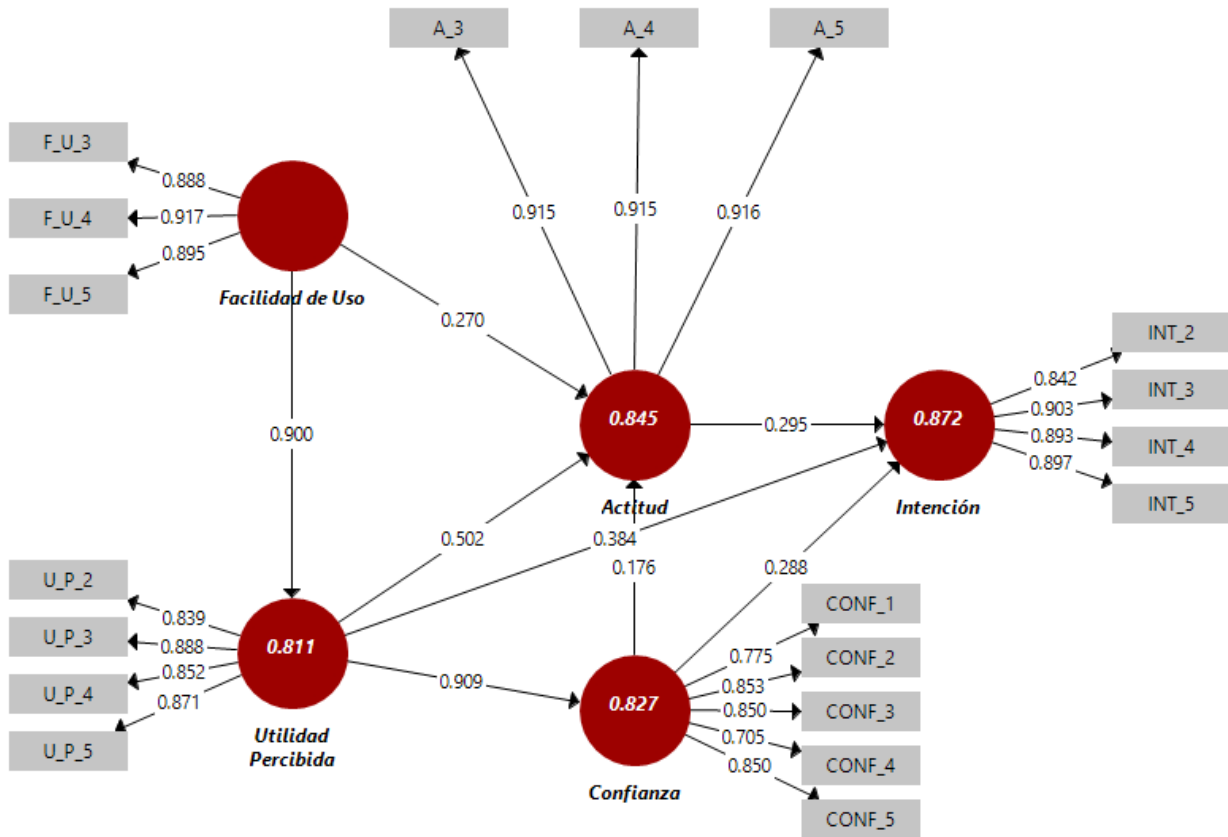 A_3 A_4 A_5
F_U_3
0.888
F_U_4
0.917
0.895
F_U_5
Facilidad de Uso
0.915 0.915 0.916
0.270
0.900
0.845
Actitud
0.295
0.872
Intención
INT_2
0.842
INT_3
0.903
INT_4
0.893
0.897
INT_5
0.502
0.384
0.176
0.288
U_P_2
0.839
U_P_3
0.888
U_P_4
0.852
0.871
U_P_5
0.811
Utilidad
Percibida
0.909
0.827
Confianza
CONF_1
0.775
CONF_2
0.853
CONF_3
0.850
0.705
CONF_4
0.850
CONF_5